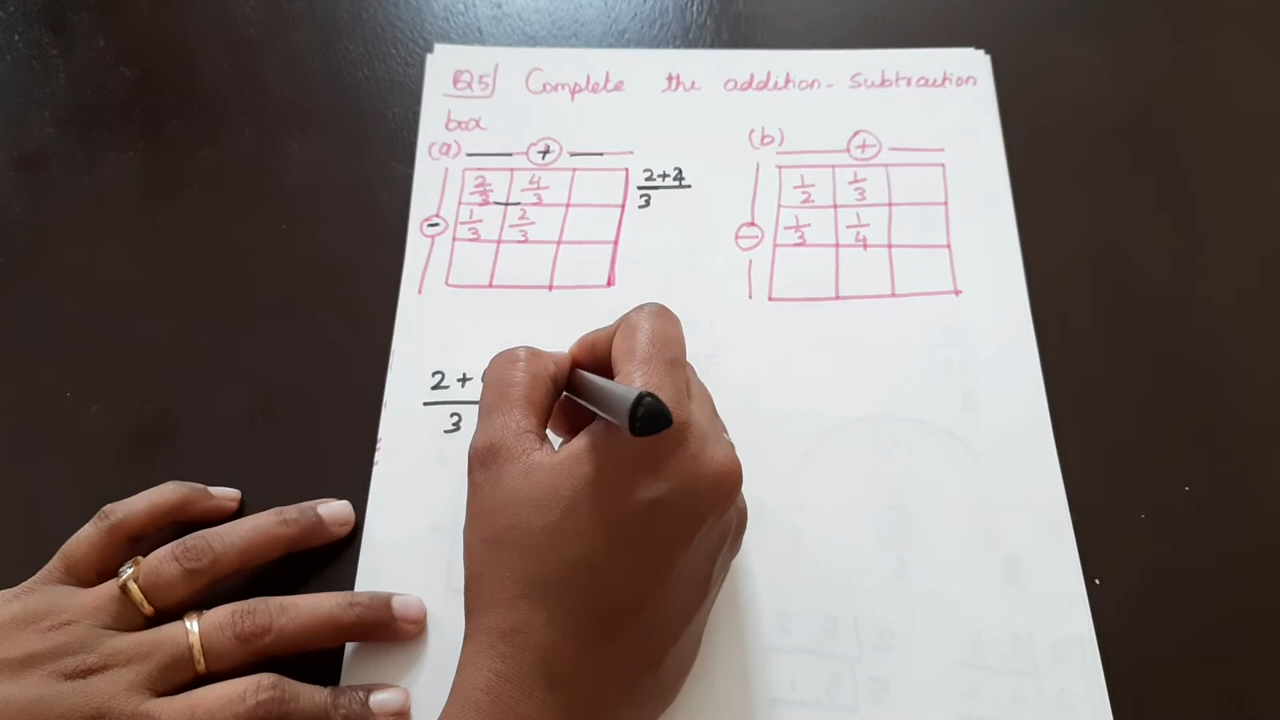 Q5 Complete the addition - Subtraction
box
(a) + (b) +
2/3 4/3 2+4/3 1/2 1/3
- 1/3 2/3 - 1/3 1/4
2 +
3